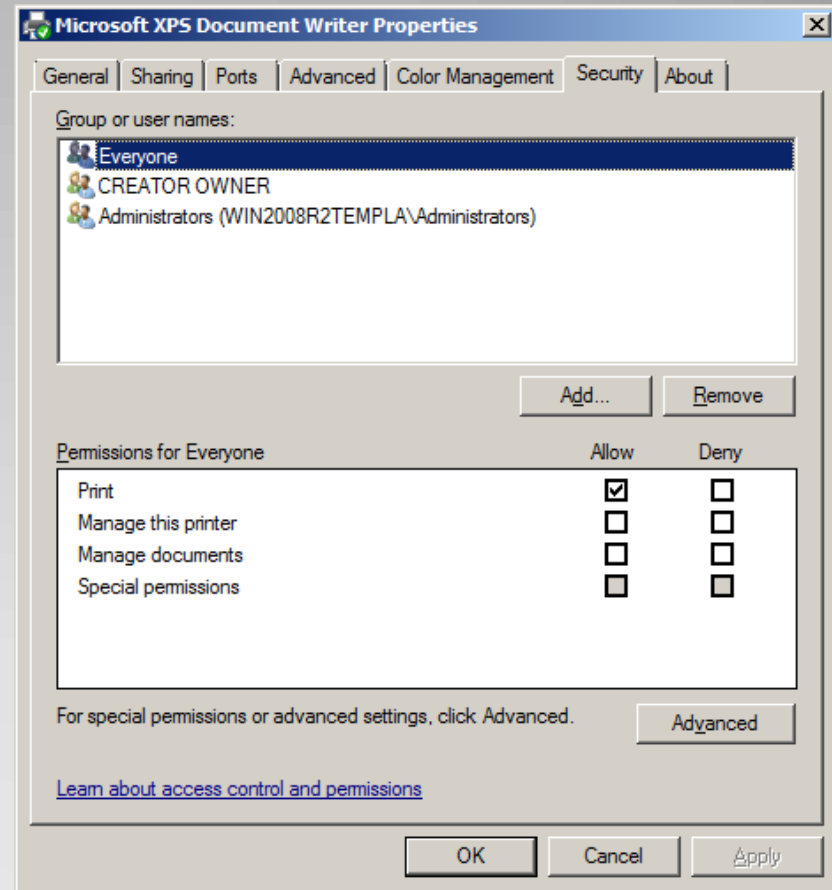 Microsoft XPS Document Writer Properties
General Sharing Ports Advanced Color Management Security About
Group or user names:
Everyone
CREATOR OWNER
Administrators (WIN2008R2TEMPLA\Administrators)
Add... Remove
Permissions for Everyone Allow Deny
Print
Manage this printer
Manage documents
Special permissions
For special permissions or advanced settings, click Advanced. Advanced
Learn about access control and permissions
OK Cancel Apply